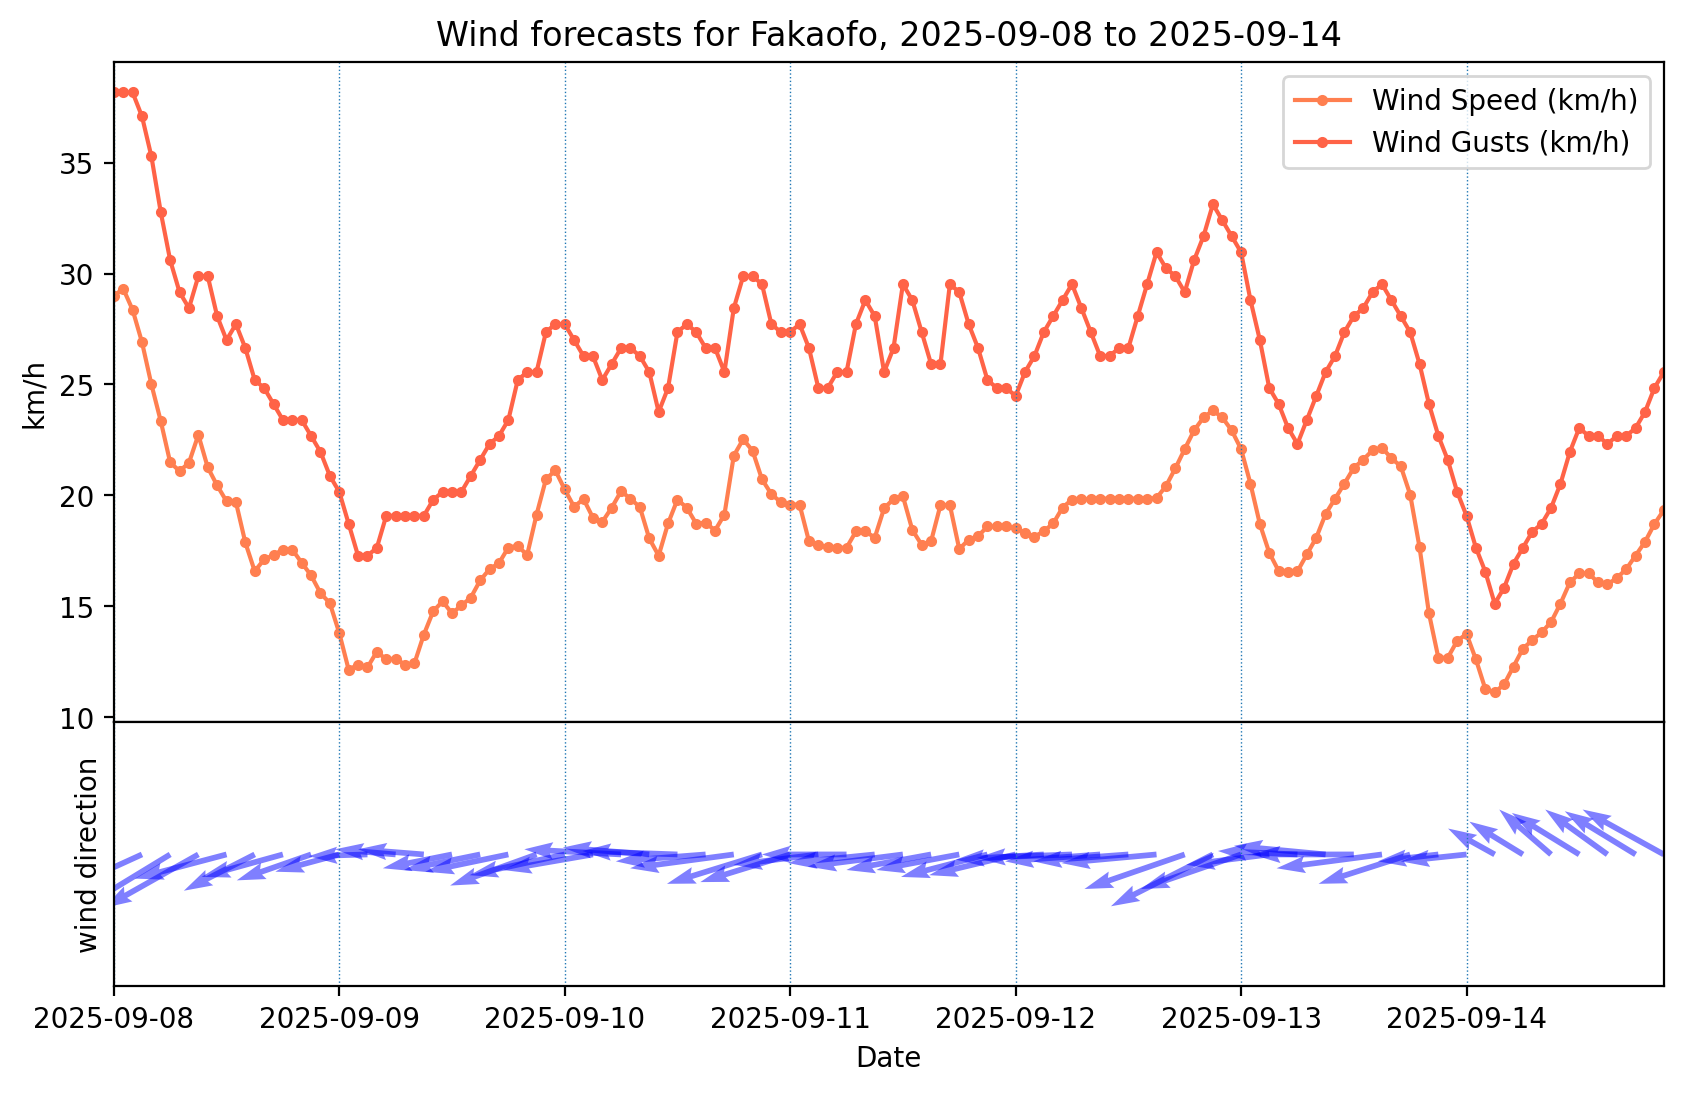 Wind forecasts for Fakaofo, 2025-09-08 to 2025-09-14
Wind Speed (km/h)
Wind Gusts (km/h)
km/h
35
30
25
20
15
10
wind direction
2025-09-08
2025-09-09
2025-09-10
2025-09-11
2025-09-12
2025-09-13
2025-09-14
Date